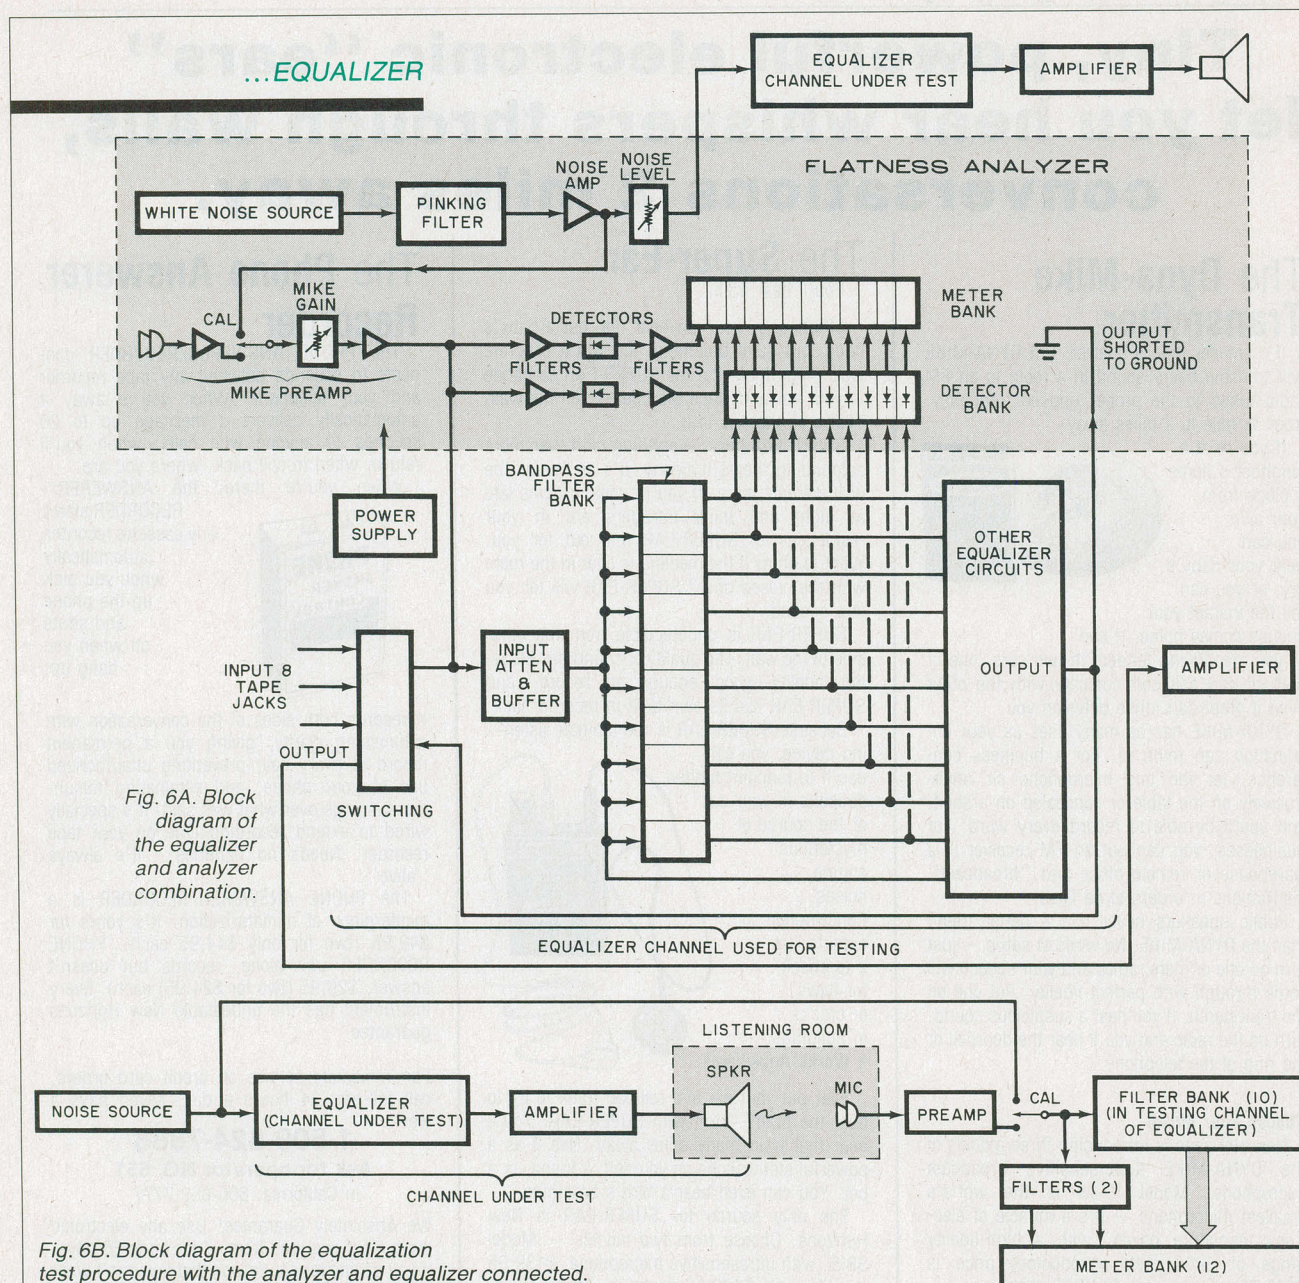 ...EQUALIZER
EQUALIZER
CHANNEL UNDER TEST
AMPLIFIER
FLATNESS ANALYZER
WHITE NOISE SOURCE
PINKING
FILTER
NOISE
AMP
NOISE
LEVEL
CAL
MIKE
GAIN
MIKE PREAMP
DETECTORS
FILTERS
FILTERS
METER
BANK
DETECTOR
BANK
OUTPUT
SHORTED
TO GROUND
POWER
SUPPLY
BANDPASS
FILTER
BANK
OTHER
EQUALIZER
CIRCUITS
OUTPUT
AMPLIFIER
INPUT &
TAPE
JACKS
OUTPUT
SWITCHING
INPUT
ATTEN
&
BUFFER
Fig. 6A. Block
diagram of
the equalizer
and analyzer
combination.
EQUALIZER CHANNEL USED FOR TESTING
NOISE SOURCE
EQUALIZER
(CHANNEL UNDER TEST)
AMPLIFIER
LISTENING ROOM
SPKR
MIC
PREAMP
CAL
FILTER BANK (10)
(IN TESTING CHANNEL
OF EQUALIZER)
CHANNEL UNDER TEST
FILTERS (2)
METER BANK (12)
Fig. 6B. Block diagram of the equalization
test procedure with the analyzer and equalizer connected.